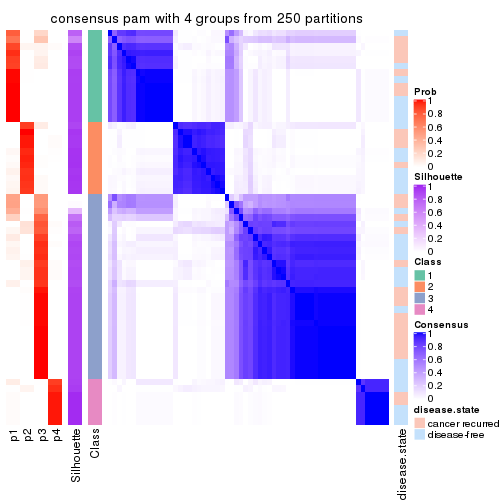 consensus pam with 4 groups from 250 partitions
Prob
1
0.8
0.6
0.4
0.2
0
Silhouette
1
0.8
0.6
0.4
0.2
0
Class
1
2
3
4
Consensus
1
0.8
0.6
0.4
0.2
0
disease.state
cancer recurred
disease-free
p1
p2
p3
p4
Silhouette
Class
disease.state